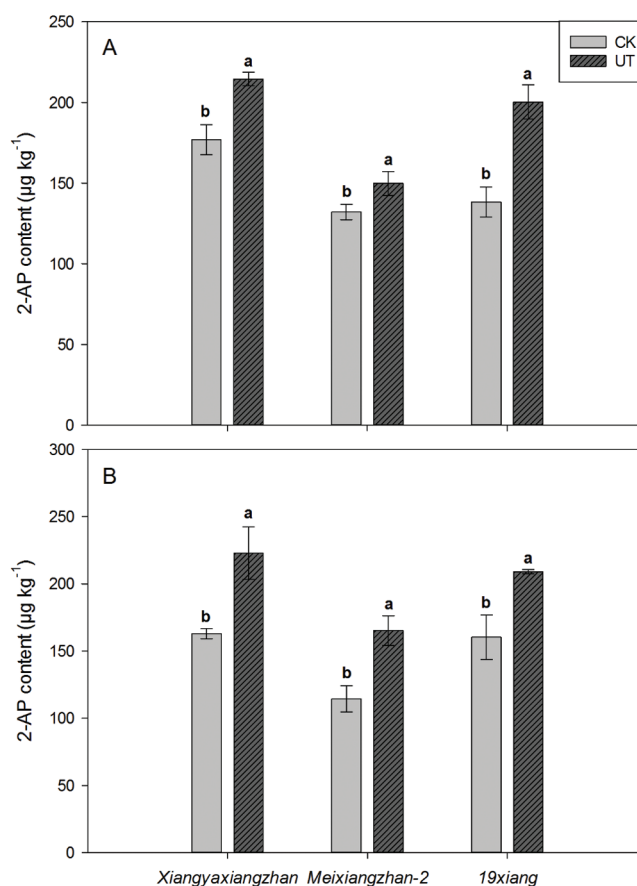 A
CK
UT
2-AP content (µg kg⁻¹)
250
200
150
100
50
0
b
a
b
a
b
a
B
2-AP content (µg kg⁻¹)
300
250
200
150
100
50
0
b
a
b
a
b
a
Xiangyaxiangzhan Meixiangzhan-2 19xiang